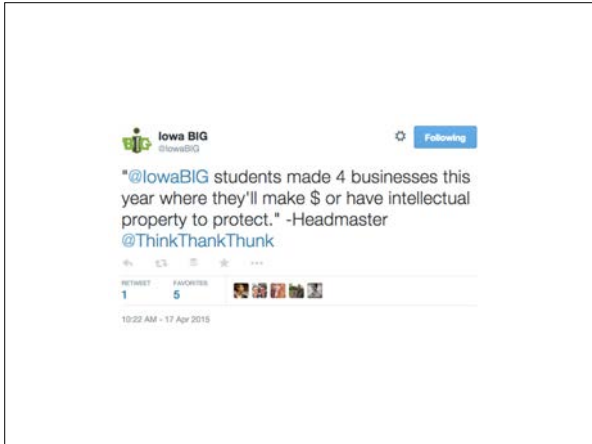 BIG
Iowa BIG
@IowaBIG
Following
"@IowaBIG students made 4 businesses this
year where they'll make $ or have intellectual
property to protect." -Headmaster
@ThinkThankThunk
RETWEET
1
FAVORITES
5
10:22 AM - 17 Apr 2015